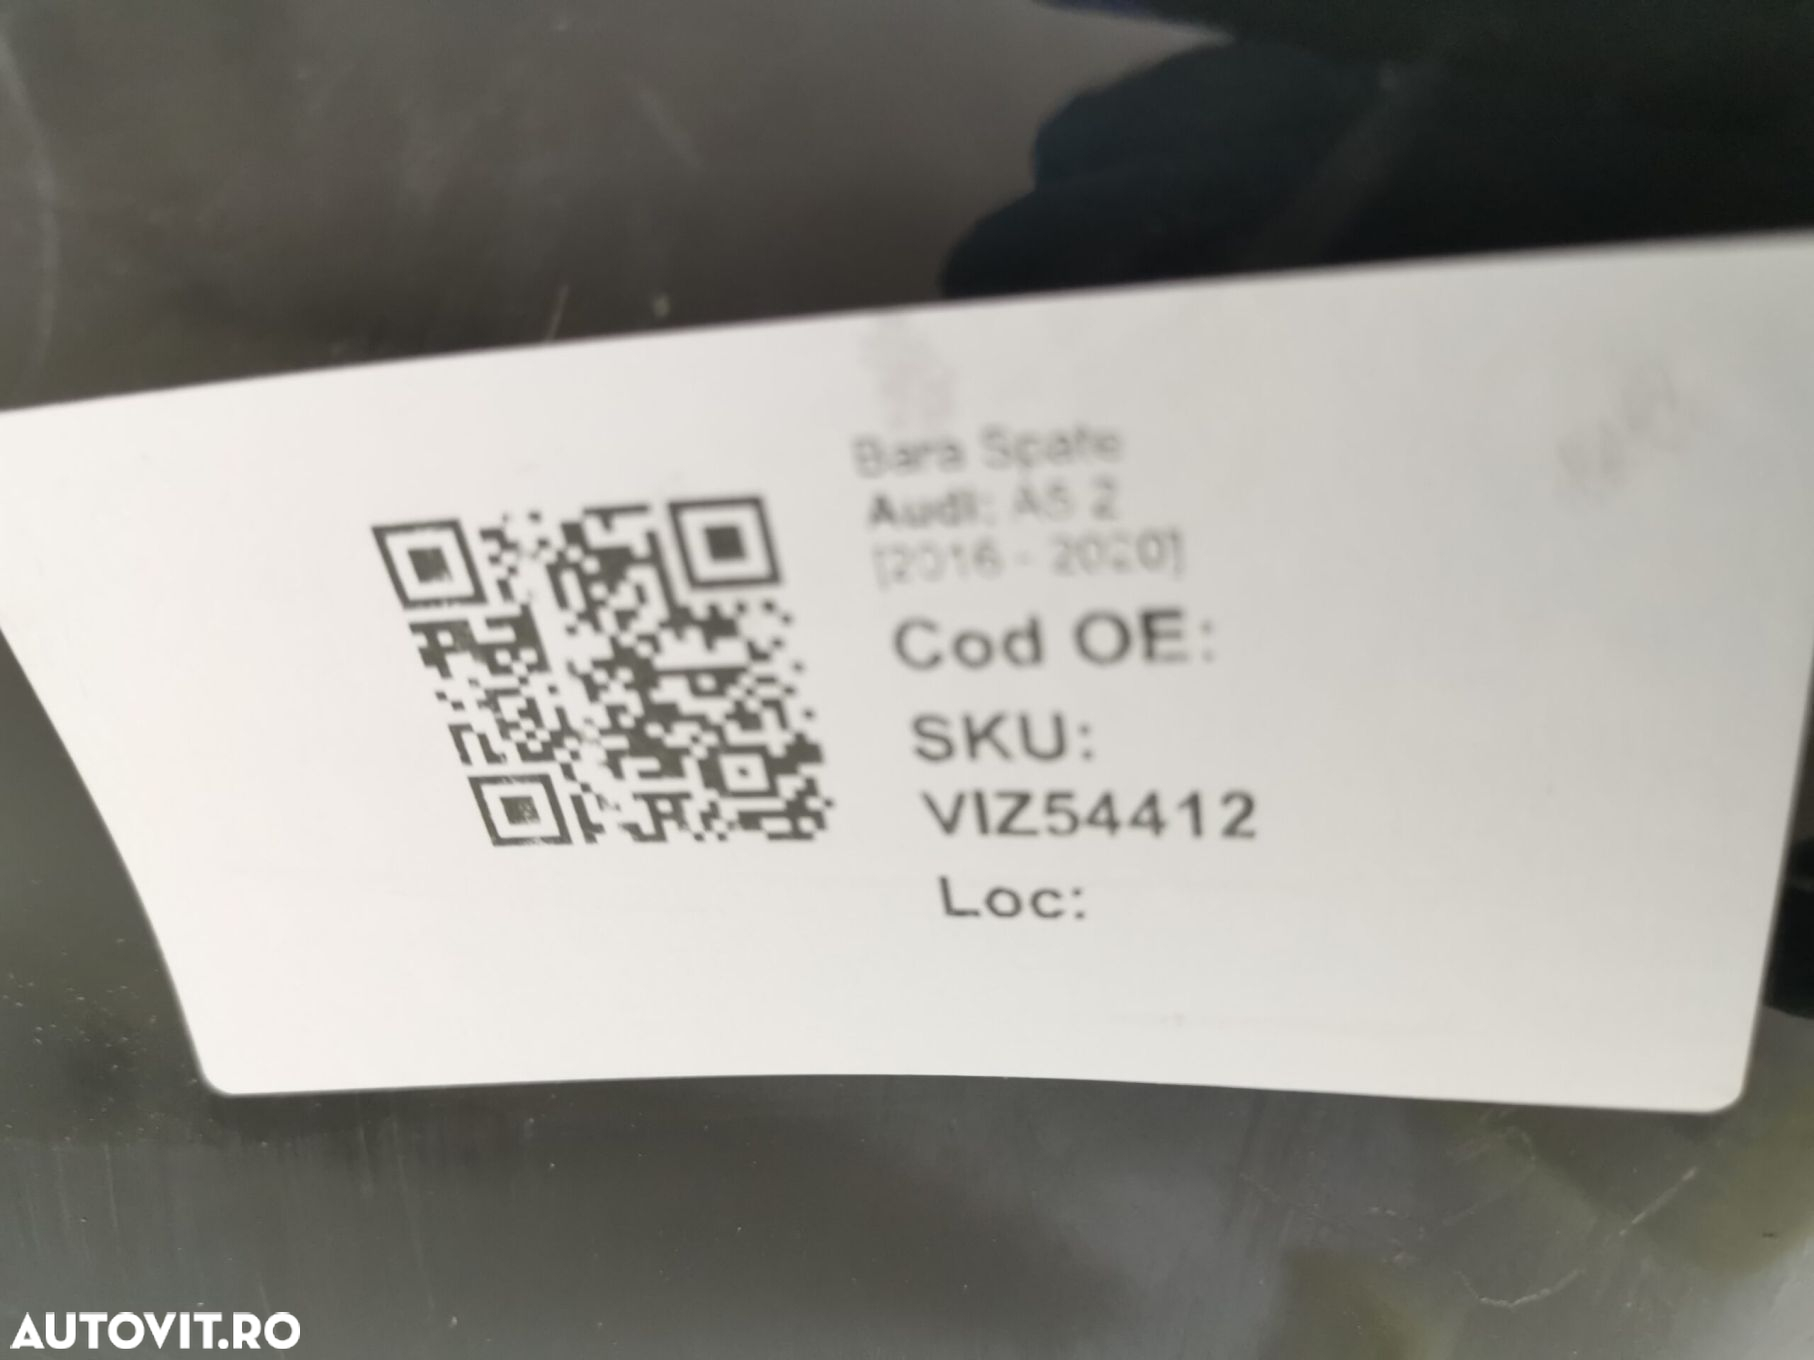 Bara Spate
Audi: A5 2
[2016 - 2020]
Cod OE:
SKU:
VIZ54412
Loc:
AUTOVIT.RO